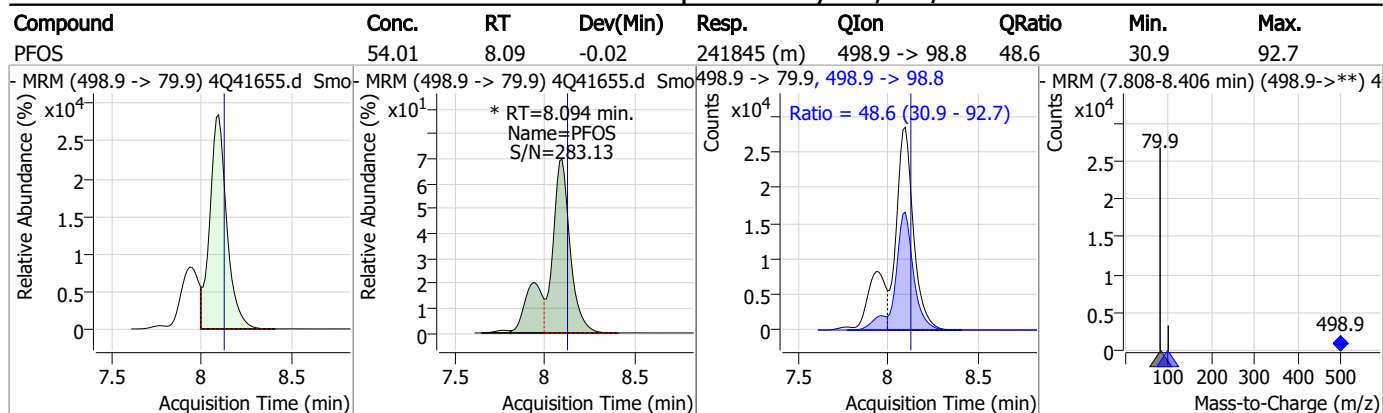 Compound Conc. RT Dev(Min) Resp. QIon QRatio Min. Max.
PFOS 54.01 8.09 -0.02 241845 (m) 498.9 -> 98.8 48.6 30.9 92.7
- MRM (498.9 -> 79.9) 4Q41655.d Smo
Relative Abundance (%)
x10⁴
2.5
2
1.5
1
0.5
0
7.5 8 8.5
Acquisition Time (min)
- MRM (498.9 -> 79.9) 4Q41655.d Smo
Relative Abundance (%)
x10¹
* RT=8.094 min.
Name=PFOS
S/N=283.13
7
6
5
4
3
2
1
0
7.5 8 8.5
Acquisition Time (min)
498.9 -> 79.9, 498.9 -> 98.8
Counts
x10⁴
Ratio = 48.6 (30.9 - 92.7)
2.5
2
1.5
1
0.5
0
7.5 8 8.5
Acquisition Time (min)
- MRM (7.808-8.406 min) (498.9->**) 4
Counts
x10⁴
79.9
2.5
2
1.5
1
0.5
498.9
0
100 200 300 400 500
Mass-to-Charge (m/z)